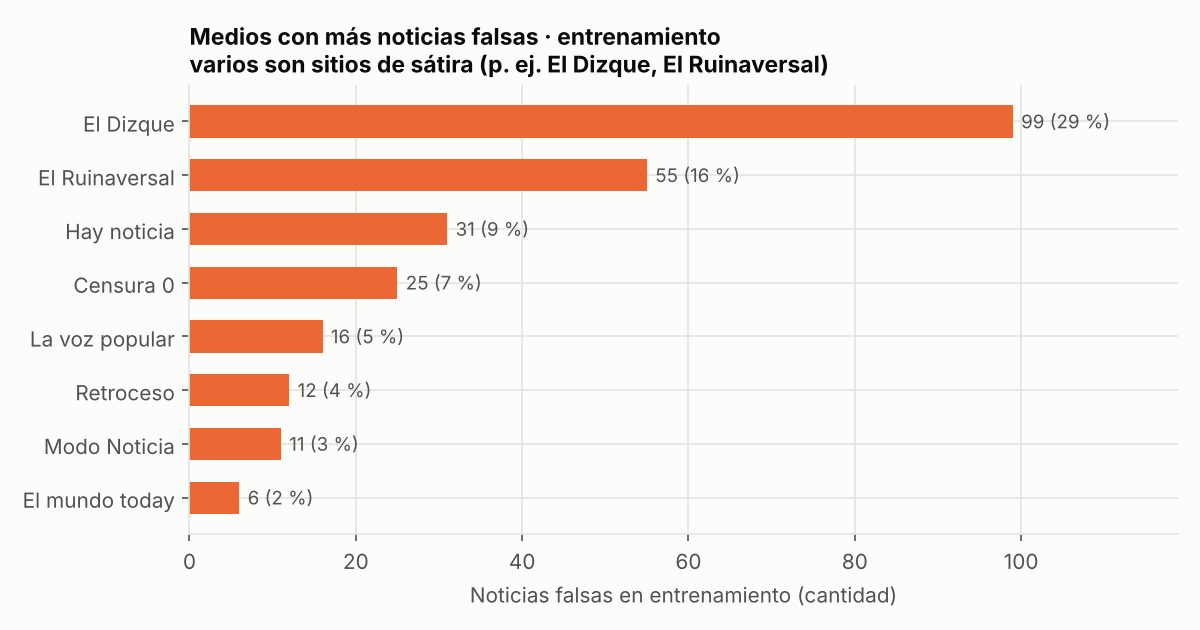 Medios con más noticias falsas · entrenamiento
varios son sitios de sátira (p. ej. El Dizque, El Ruinaversal)
El Dizque 99 (29 %)
El Ruinaversal 55 (16 %)
Hay noticia 31 (9 %)
Censura 0 25 (7 %)
La voz popular 16 (5 %)
Retroceso 12 (4 %)
Modo Noticia 11 (3 %)
El mundo today 6 (2 %)
0 20 40 60 80 100
Noticias falsas en entrenamiento (cantidad)